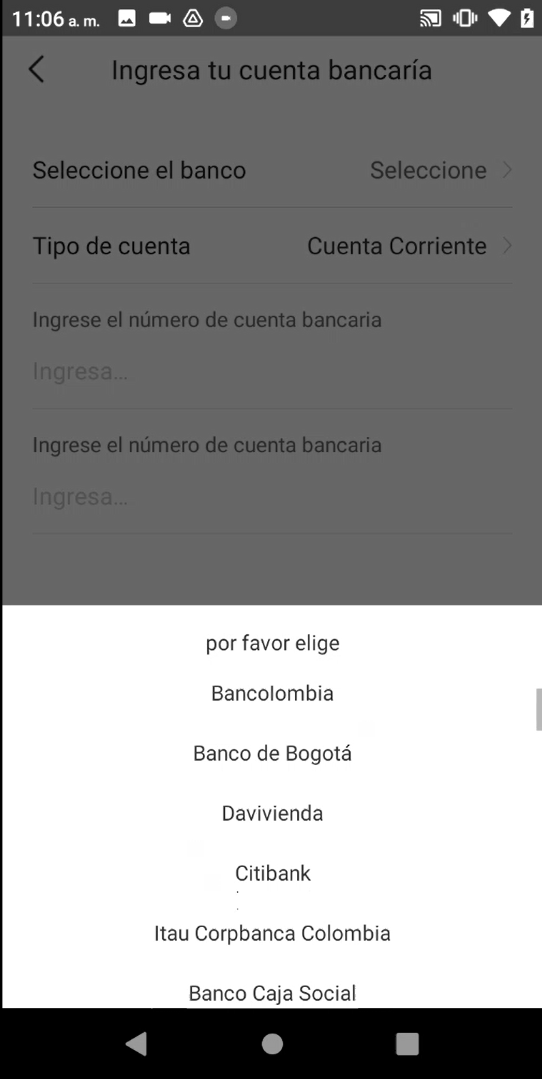 11:06 a. m.
Ingresa tu cuenta bancaría
Seleccione el banco Seleccione
Tipo de cuenta Cuenta Corriente
Ingrese el número de cuenta bancaria
Ingresa...
Ingrese el número de cuenta bancaria
Ingresa...
por favor elige
Bancolombia
Banco de Bogotá
Davivienda
Citibank
Itau Corpbanca Colombia
Banco Caja Social